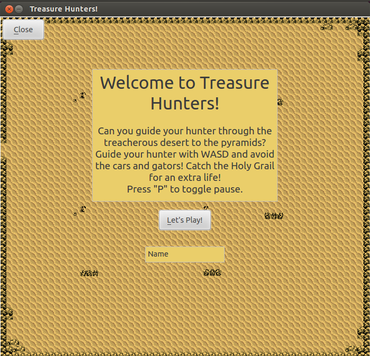 Treasure Hunters!
Close
Welcome to Treasure
Hunters!
Can you guide your hunter through the
treacherous desert to the pyramids?
Guide your hunter with WASD and avoid
the cars and gators! Catch the Holy Grail
for an extra life!
Press "P" to toggle pause.
Let's Play!
Name